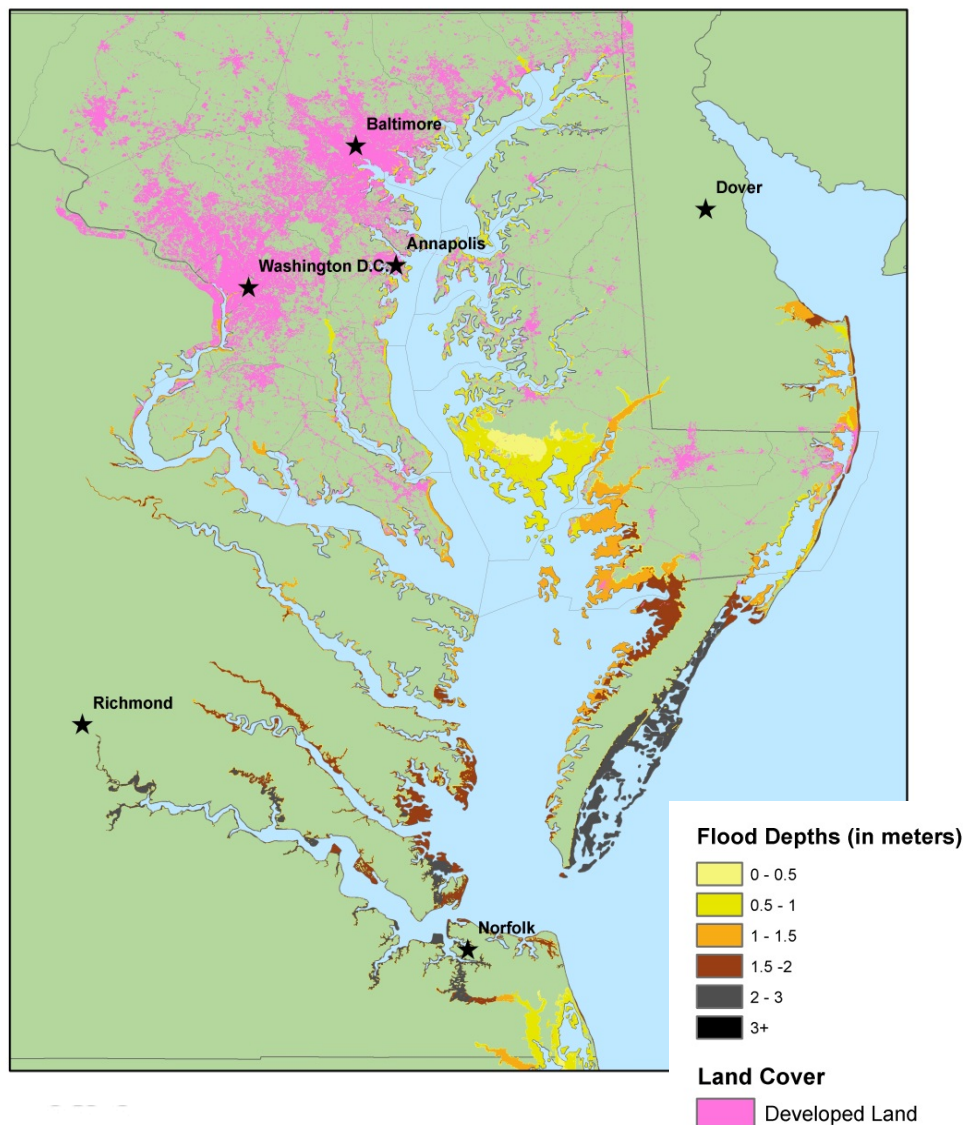 Baltimore
Dover
Annapolis
Washington D.C.
Richmond
Norfolk
Flood Depths (in meters)
0 - 0.5
0.5 - 1
1 - 1.5
1.5 -2
2 - 3
3+
Land Cover
Developed Land